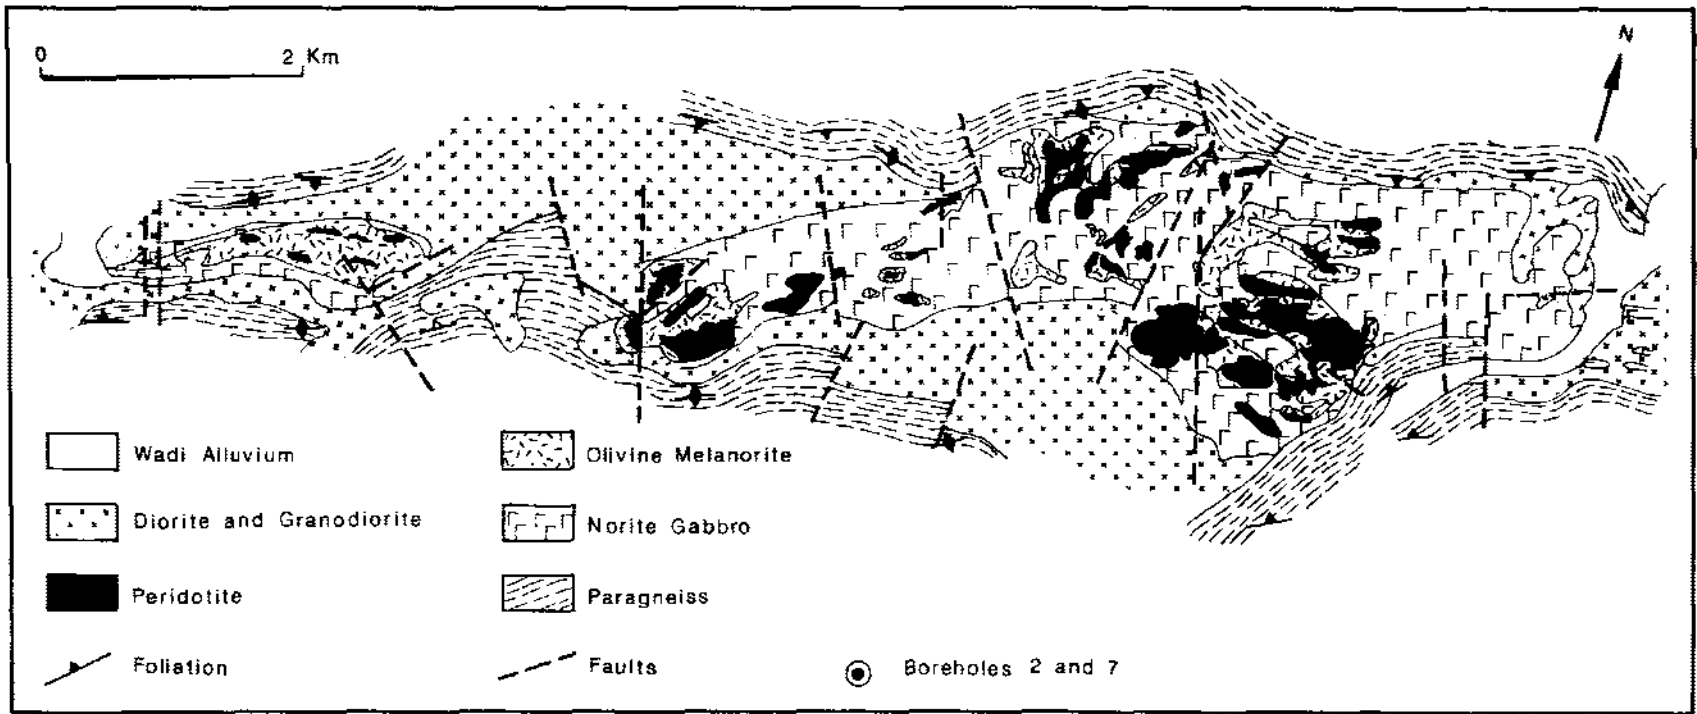 0 2 Km
N
Wadi Alluvium
Olivine Melanorite
Diorite and Granodiorite
Norite Gabbro
Peridotite
Paragneiss
Foliation
Faults
Boreholes 2 and 7